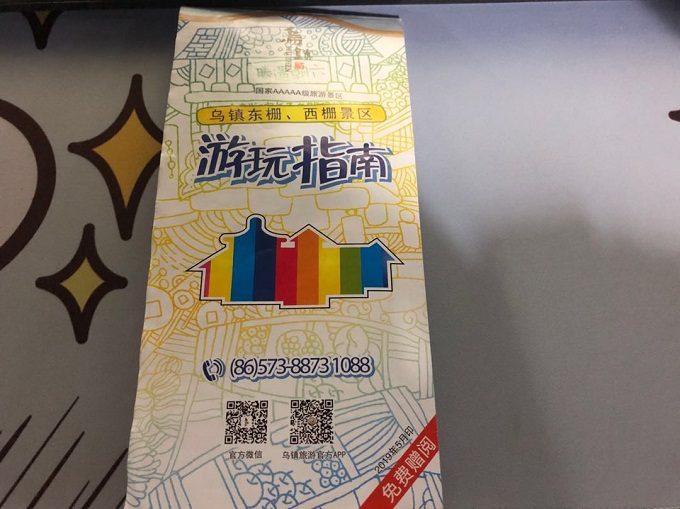 国家AAAAA级旅游景区
乌镇东栅、西栅景区
游玩指南
(86)573-8873 1088
官方微信
乌镇旅游官方APP
2019年5月印
免费赠阅